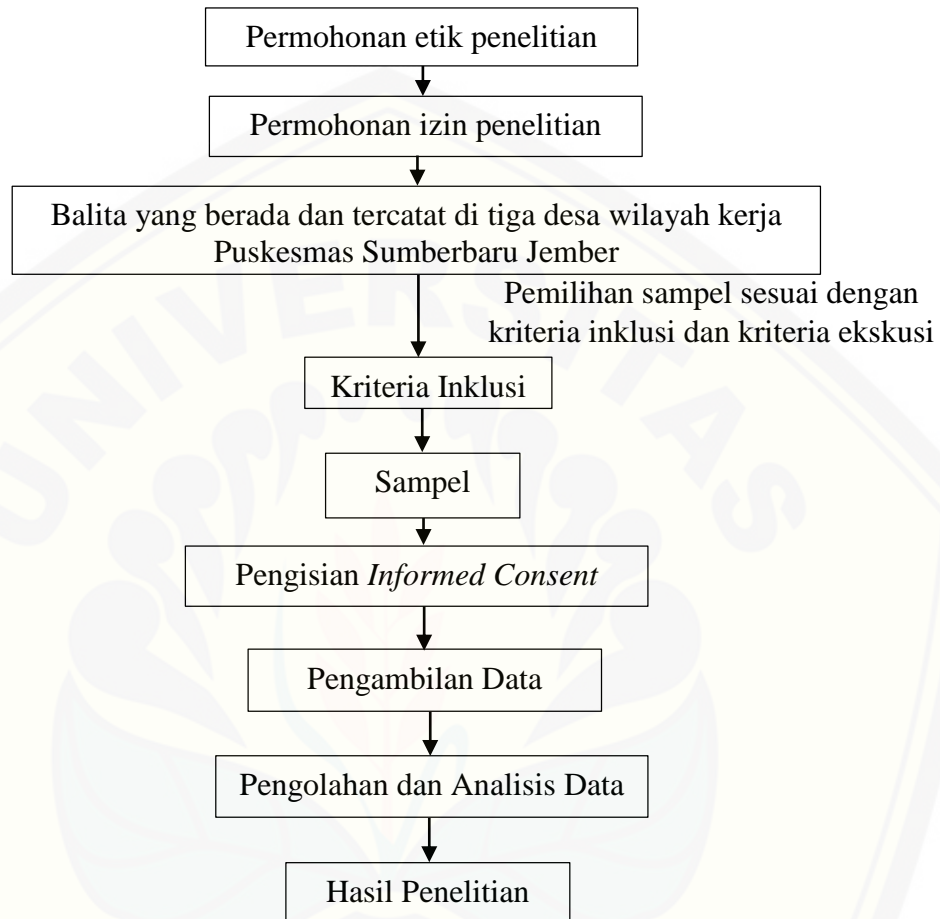 Permohonan etik penelitian
Permohonan izin penelitian
Balita yang berada dan tercatat di tiga desa wilayah kerja
Puskesmas Sumberbaru Jember
Pemilihan sampel sesuai dengan
kriteria inklusi dan kriteria ekskusi
Kriteria Inklusi
Sampel
Pengisian Informed Consent
Pengambilan Data
Pengolahan dan Analisis Data
Hasil Penelitian
UNIVERSITAS